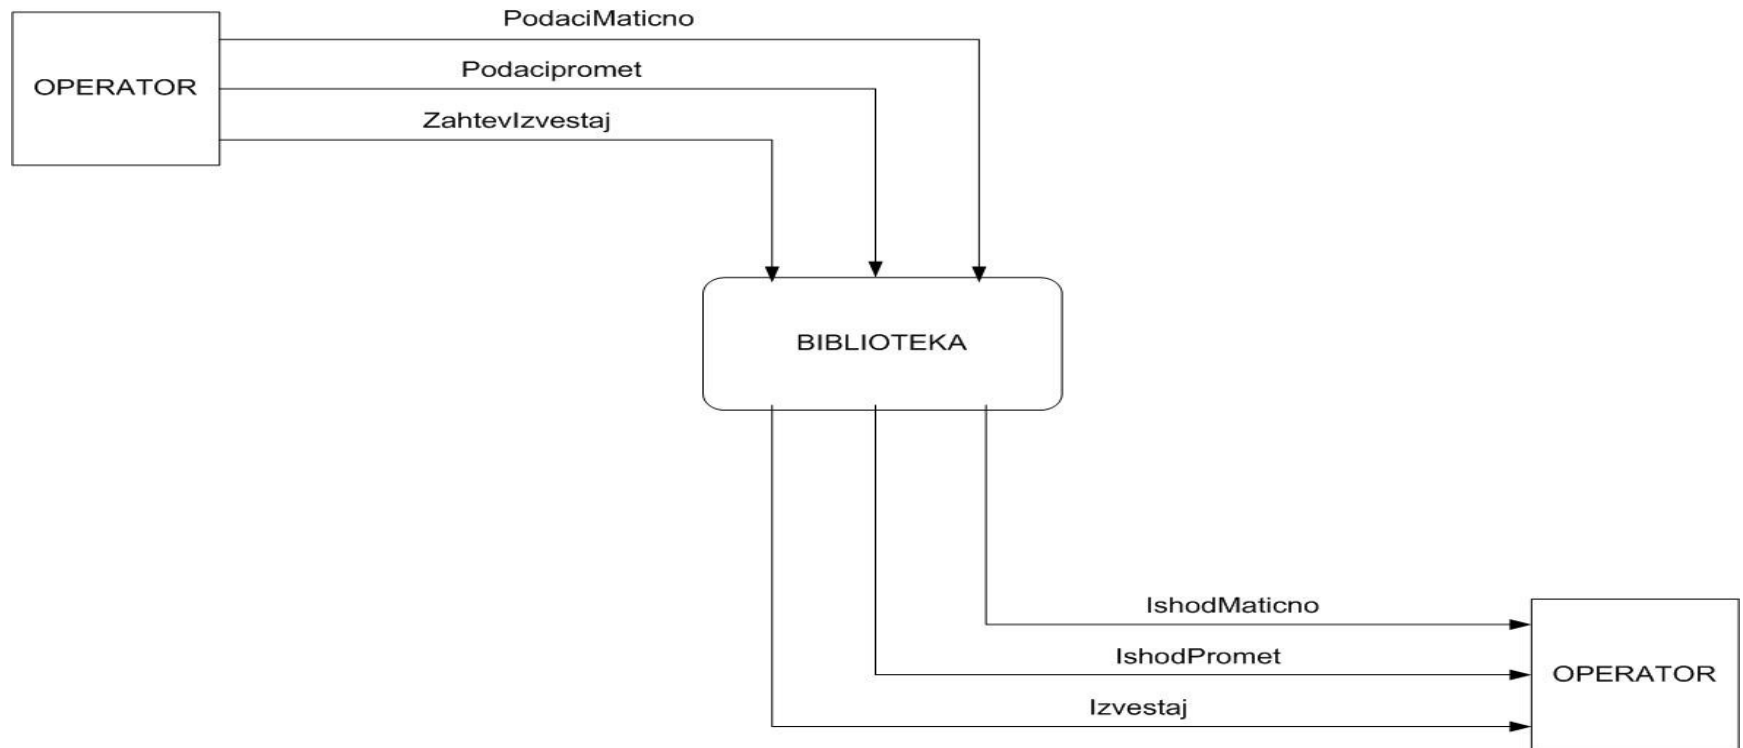 PodaciMaticno
Podacipromet
OPERATOR
ZahtevIzvestaj
BIBLIOTEKA
IshodMaticno
IshodPromet
OPERATOR
Izvestaj